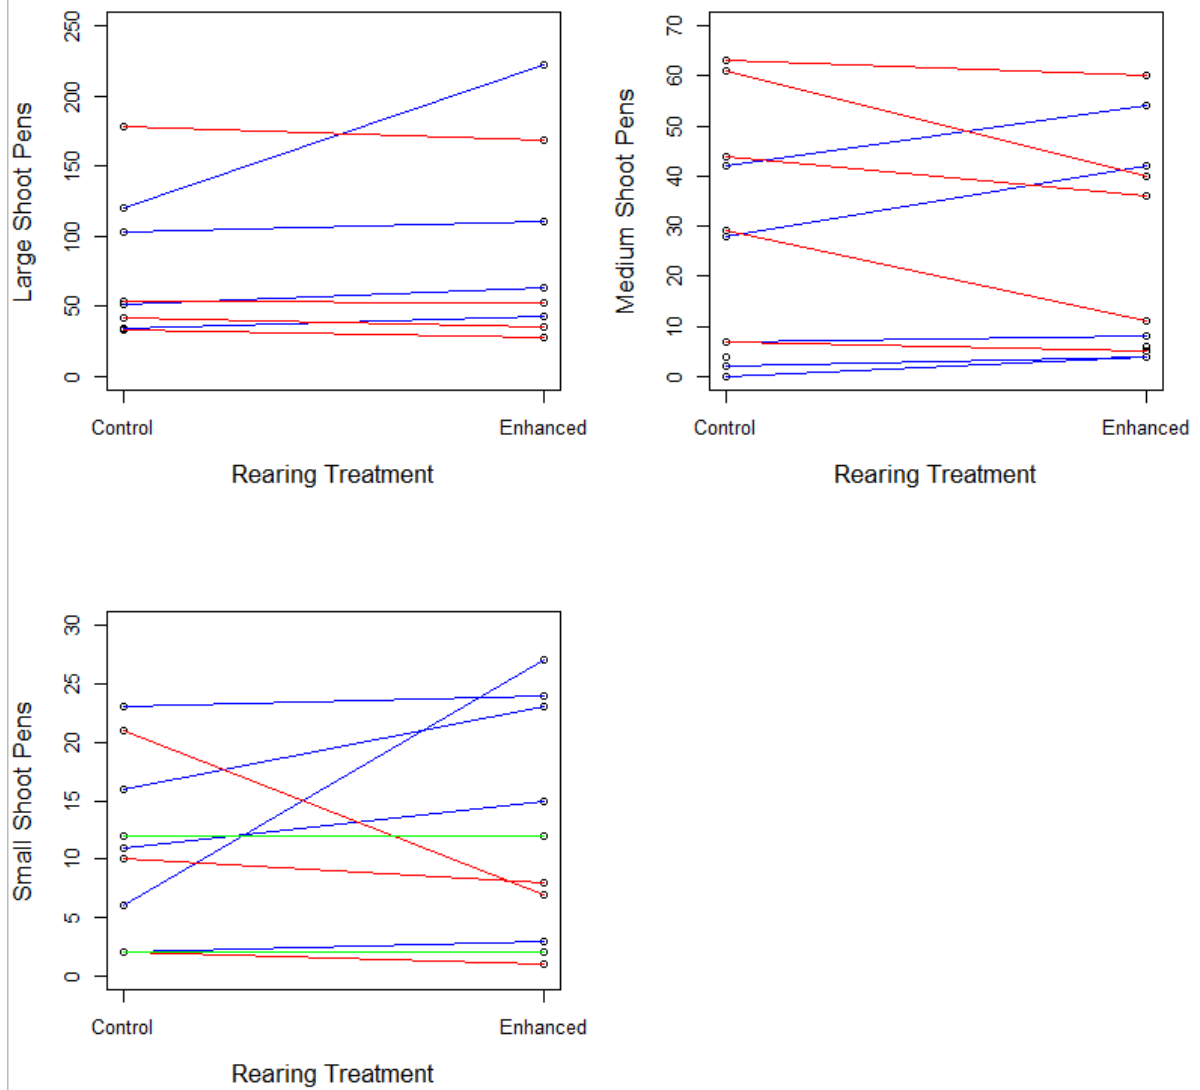 Large Shoot Pens
250
200
150
100
50
0
Control Enhanced
Rearing Treatment
Medium Shoot Pens
70
60
50
40
30
20
10
0
Control Enhanced
Rearing Treatment
Small Shoot Pens
30
25
20
15
10
5
0
Control Enhanced
Rearing Treatment